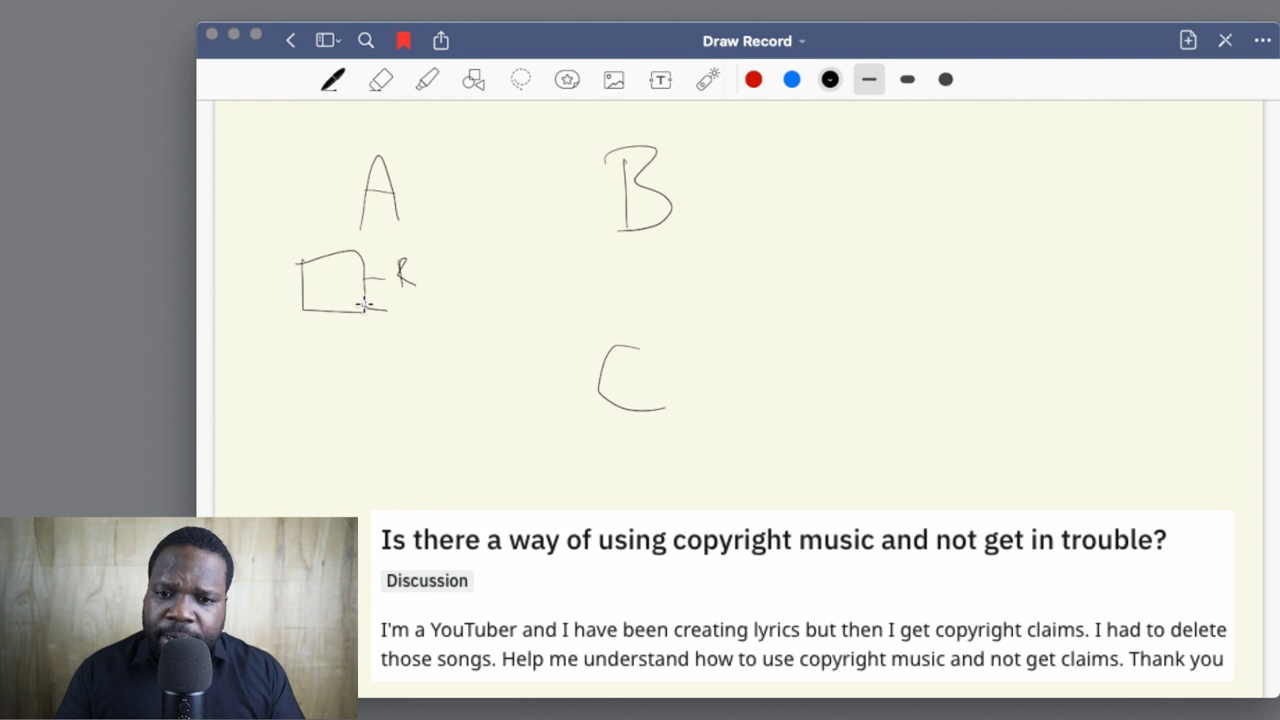 Draw Record
T
A
B
R
C
Is there a way of using copyright music and not get in trouble?
Discussion
I'm a YouTuber and I have been creating lyrics but then I get copyright claims. I had to delete
those songs. Help me understand how to use copyright music and not get claims. Thank you